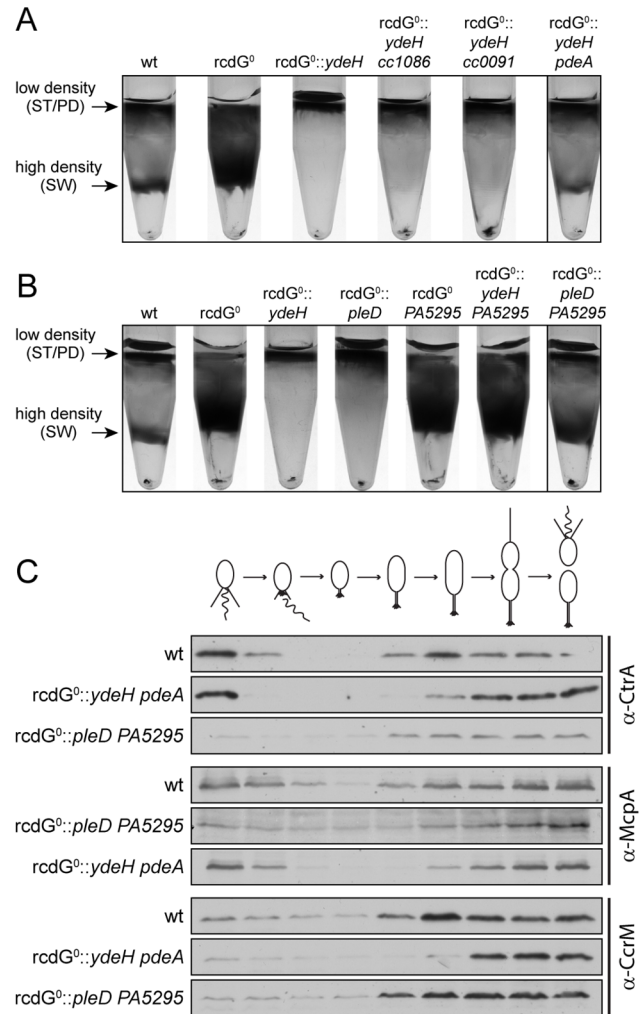 A
wt
rcdG⁰
rcdG⁰::ydeH
rcdG⁰::
ydeH
cc1086
rcdG⁰::
ydeH
cc0091
rcdG⁰::
ydeH
pdeA
low density
(ST/PD)
high density
(SW)
B
wt
rcdG⁰
rcdG⁰::
ydeH
rcdG⁰::
pleD
rcdG⁰
PA5295
rcdG⁰::
ydeH
PA5295
rcdG⁰::
pleD
PA5295
low density
(ST/PD)
high density
(SW)
C
wt
rcdG⁰::ydeH pdeA
rcdG⁰::pleD PA5295
α-CtrA
wt
rcdG⁰::pleD PA5295
rcdG⁰::ydeH pdeA
α-McpA
wt
rcdG⁰::ydeH pdeA
rcdG⁰::pleD PA5295
α-CcrM